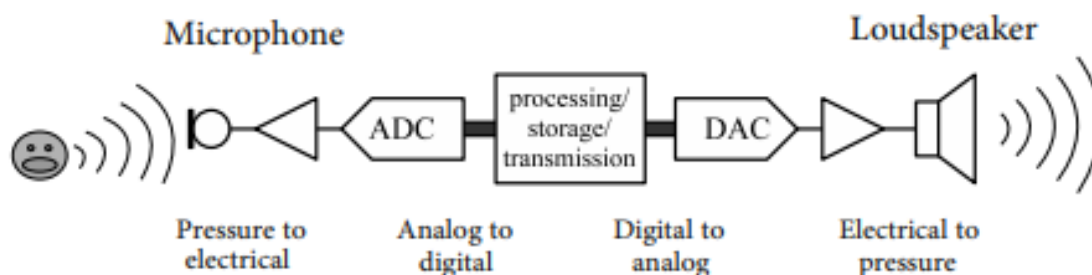 Microphone
Loudspeaker
ADC
processing/
storage/
transmission
DAC
Pressure to
electrical
Analog to
digital
Digital to
analog
Electrical to
pressure